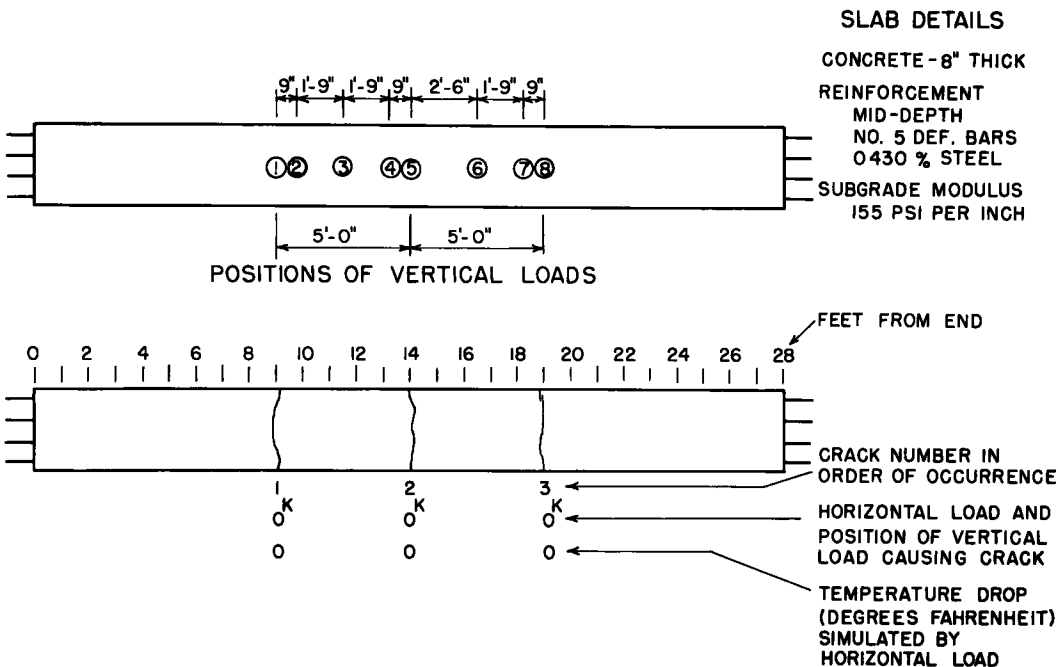 SLAB DETAILS
CONCRETE-8" THICK
REINFORCEMENT
MID-DEPTH
NO. 5 DEF. BARS
0430 % STEEL
SUBGRADE MODULUS
155 PSI PER INCH
9" 1'-9" 1'-9" 9" 2'-6" 1'-9" 9"
1 2 3 4 5 6 7 8
5'-0" 5'-0"
POSITIONS OF VERTICAL LOADS
FEET FROM END
0 2 4 6 8 10 12 14 16 18 20 22 24 26 28
1 2 3
CRACK NUMBER IN
ORDER OF OCCURRENCE
0K 0K 0K
HORIZONTAL LOAD AND
POSITION OF VERTICAL
LOAD CAUSING CRACK
0 0 0
TEMPERATURE DROP
(DEGREES FAHRENHEIT)
SIMULATED BY
HORIZONTAL LOAD